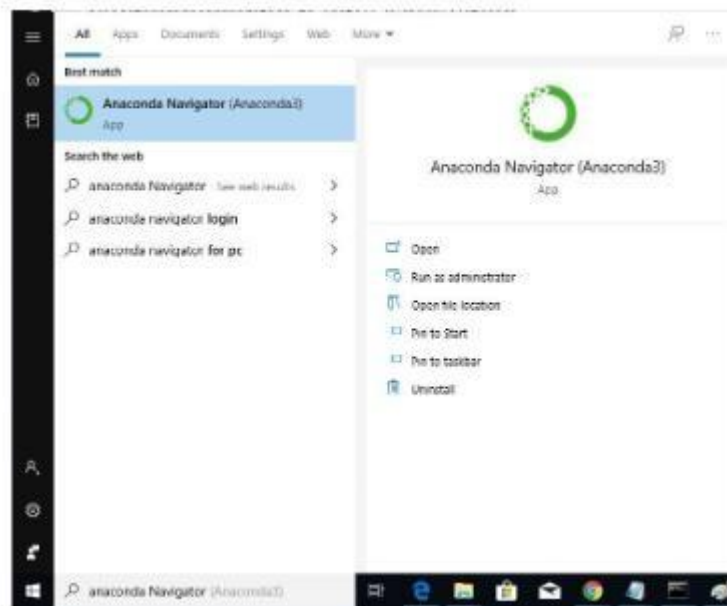 All Apps Documents Settings Web More
Best match
Anaconda Navigator (Anaconda3)
App
Search the web
anaconda Navigator - See web results
anaconda navigator login
anaconda navigator for pc
Anaconda Navigator (Anaconda3)
App
Open
Run as administrator
Open file location
Pin to Start
Pin to taskbar
Uninstall
anaconda Navigator (Anaconda3)